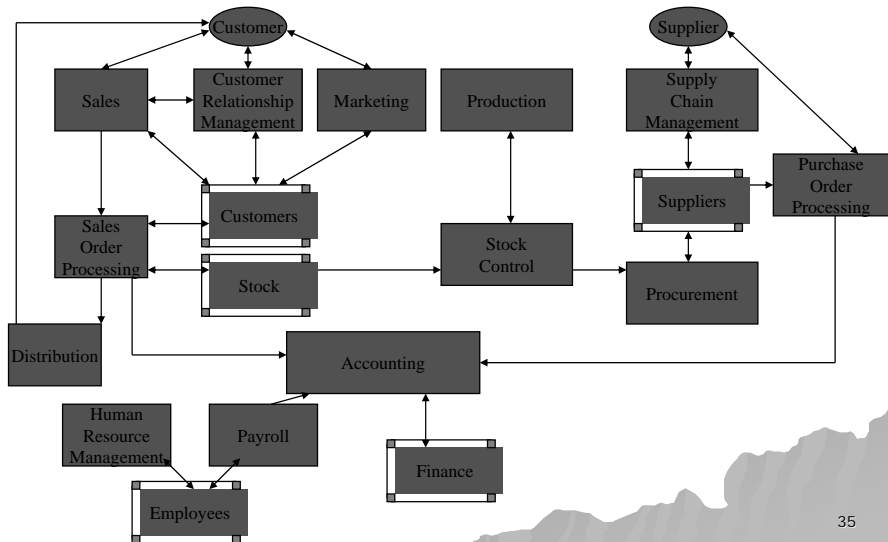 Customer
Supplier
Sales
Customer
Relationship
Management
Marketing
Production
Supply
Chain
Management
Customers
Suppliers
Purchase
Order
Processing
Sales
Order
Processing
Stock
Stock
Control
Procurement
Distribution
Accounting
Human
Resource
Management
Payroll
Finance
Employees
35